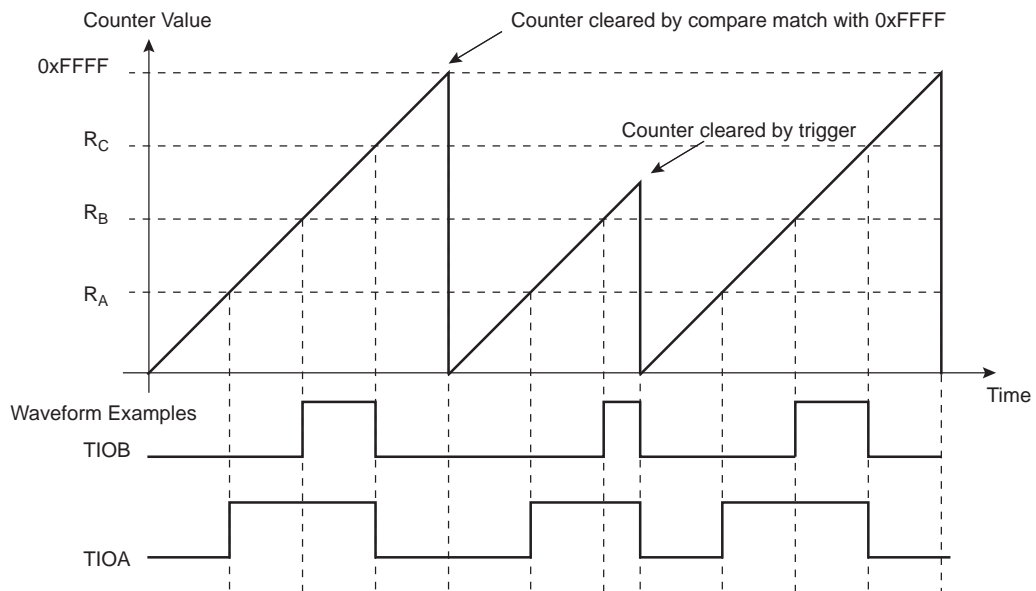 Counter Value
Counter cleared by compare match with 0xFFFF
0xFFFF
RC
Counter cleared by trigger
RB
RA
Time
Waveform Examples
TIOB
TIOA